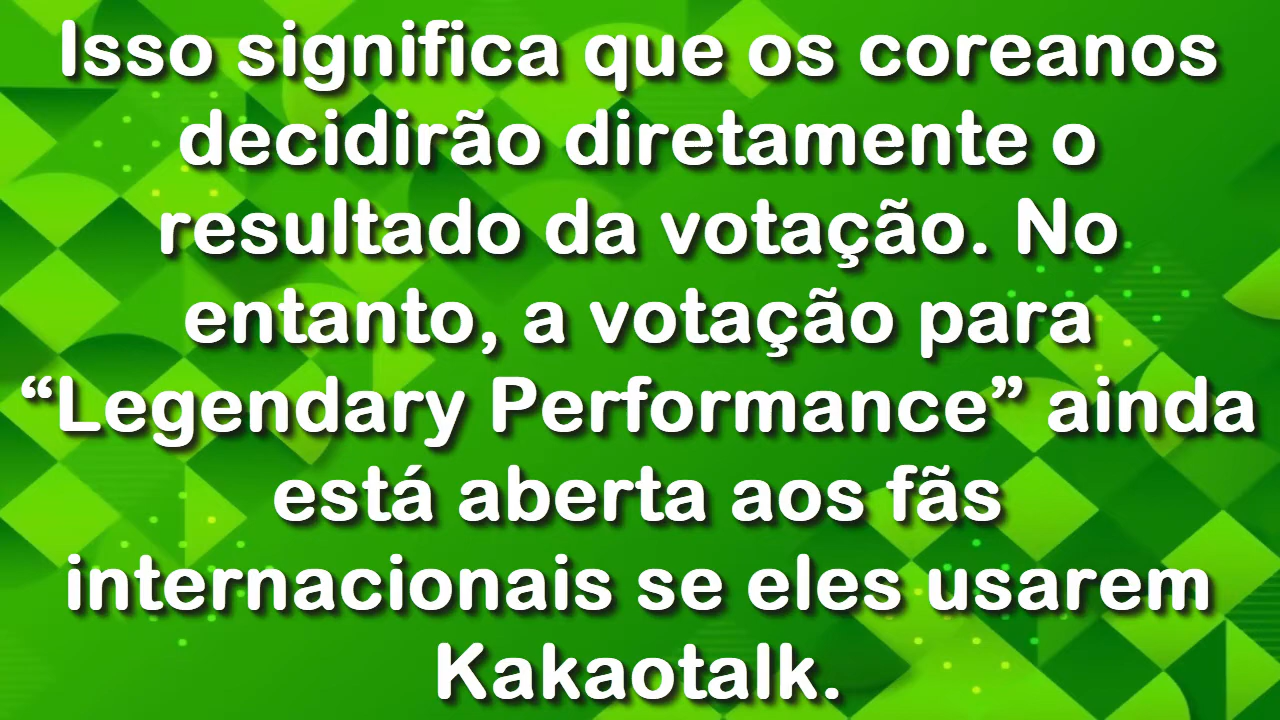 Isso significa que os coreanos
decidirão diretamente o
resultado da votação. No
entanto, a votação para
“Legendary Performance” ainda
está aberta aos fãs
internacionais se eles usarem
Kakaotalk.